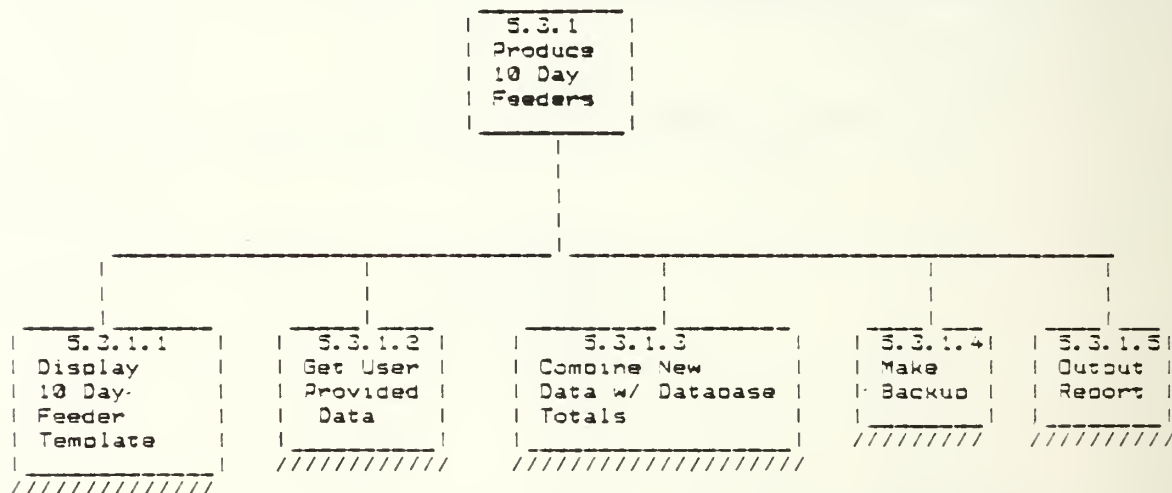 5.3.1
Produce
10 Day
Feeders
5.3.1.1
Display
10 Day
Feeder
Template
5.3.1.2
Get User
Provided
Data
5.3.1.3
Combine New
Data w/ Database
Totals
5.3.1.4
Make
Backup
5.3.1.5
Output
Report